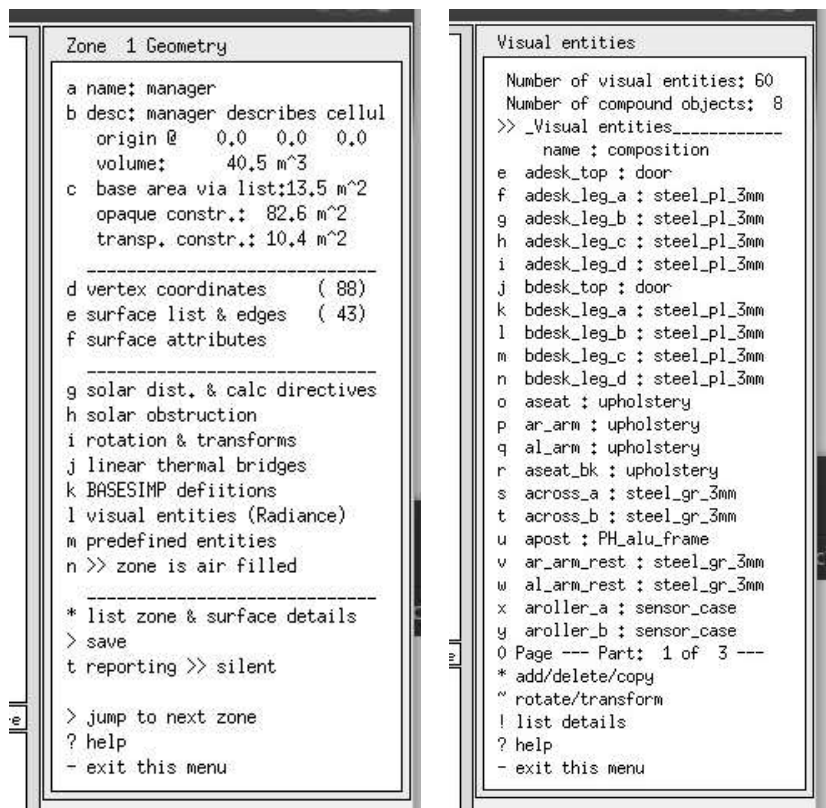 Zone  1 Geometry
a name: manager
b desc: manager describes cellul
origin @    0.0   0.0   0.0
volume:      40.5 m^3
c  base area via list:13.5 m^2
opaque constr.:  82.6 m^2
transp. constr.: 10.4 m^2
d vertex coordinates     ( 88)
e surface list & edges   ( 43)
f surface attributes
g solar dist. & calc directives
h solar obstruction
i rotation & transforms
j linear thermal bridges
k BASESIMP defiitions
l visual entities (Radiance)
m predefined entities
n >> zone is air filled
* list zone & surface details
> save
t reporting >> silent
> jump to next zone
? help
- exit this menu
Visual entities
Number of visual entities: 60
Number of compound objects:  8
>> _Visual entities____________
name : composition
e  adesk_top : door
f  adesk_leg_a : steel_pl_3mm
g  adesk_leg_b : steel_pl_3mm
h  adesk_leg_c : steel_pl_3mm
i  adesk_leg_d : steel_pl_3mm
j  bdesk_top : door
k  bdesk_leg_a : steel_pl_3mm
l  bdesk_leg_b : steel_pl_3mm
m  bdesk_leg_c : steel_pl_3mm
n  bdesk_leg_d : steel_pl_3mm
o  aseat : upholstery
p  ar_arm : upholstery
q  al_arm : upholstery
r  aseat_bk : upholstery
s  across_a : steel_gr_3mm
t  across_b : steel_gr_3mm
u  apost : PH_alu_frame
v  ar_arm_rest : steel_gr_3mm
w  al_arm_rest : steel_gr_3mm
x  aroller_a : sensor_case
y  aroller_b : sensor_case
0 Page --- Part:  1 of  3 ---
* add/delete/copy
~ rotate/transform
! list details
? help
- exit this menu